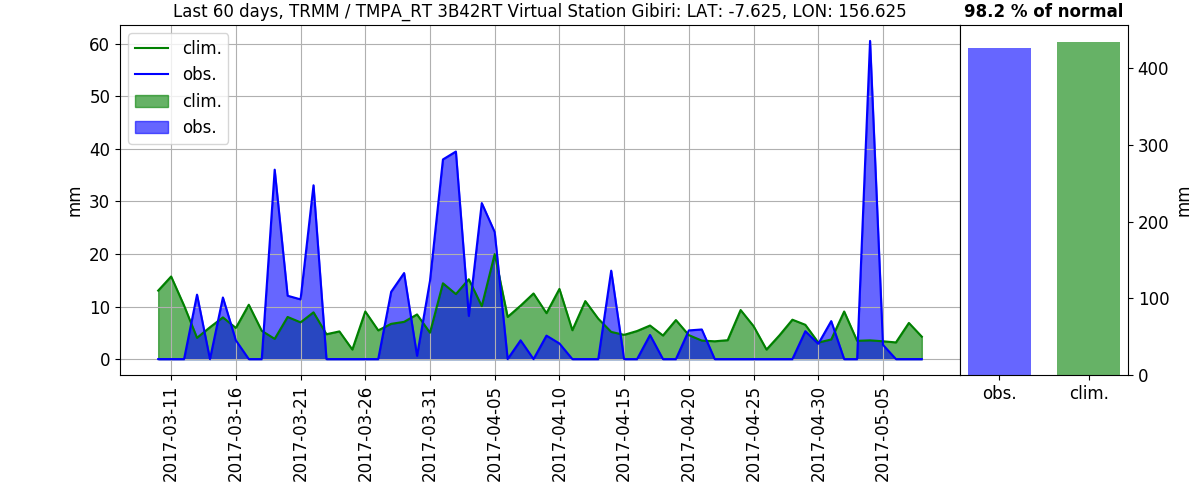 Last 60 days, TRMM / TMPA_RT 3B42RT Virtual Station Gibiri: LAT: -7.625, LON: 156.625
98.2 % of normal
clim.
obs.
clim.
obs.
mm
60
50
40
30
20
10
0
2017-03-11
2017-03-16
2017-03-21
2017-03-26
2017-03-31
2017-04-05
2017-04-10
2017-04-15
2017-04-20
2017-04-25
2017-04-30
2017-05-05
obs.
clim.
400
300
200
100
0
mm